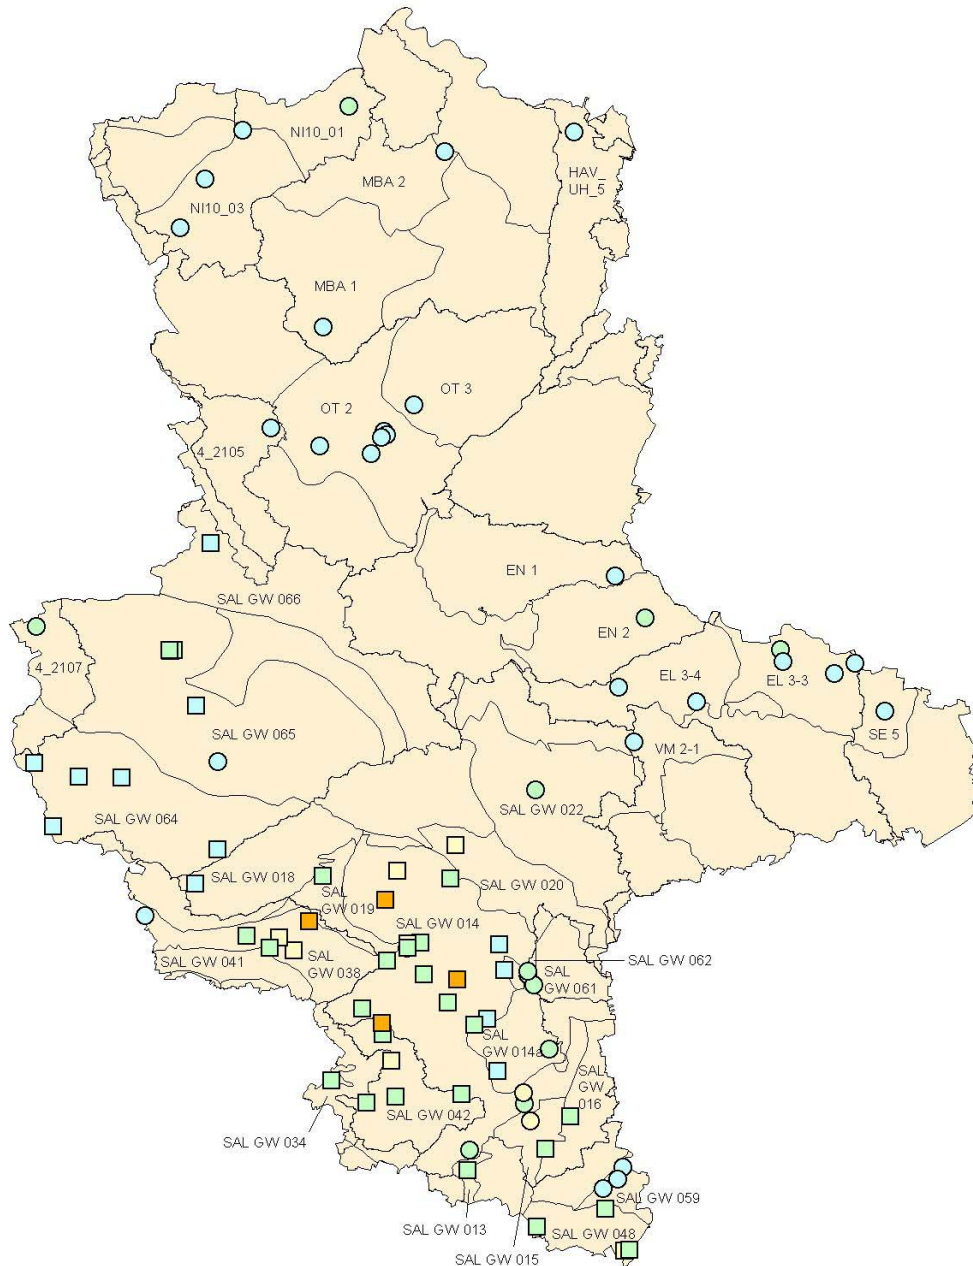 NI10_01
MBA 2
HAV_
UH_5
NI10_03
MBA 1
OT 3
OT 2
4_2105
EN 1
SAL GW 066
EN 2
4_2107
EL 3-4
EL 3-3
SE 5
SAL GW 065
VM 2-1
SAL GW 022
SAL GW 064
SAL GW 018
SAL
GW 019
SAL GW 020
SAL GW 014
SAL GW 041
SAL
GW 038
SAL GW 062
SAL
GW 061
SAL
GW 014a
SAL
GW
016
SAL GW 042
SAL GW 034
SAL GW 059
SAL GW 013
SAL GW 048
SAL GW 015